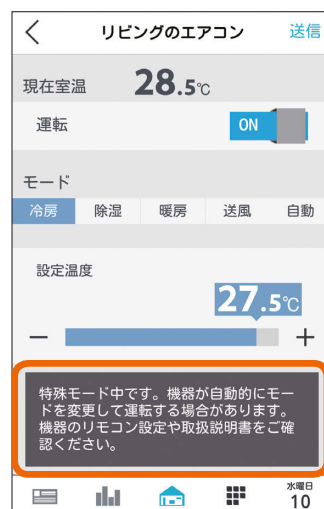 リビングのエアコン 送信
現在室温 28.5℃
運転 ON
モード
冷房 除湿 暖房 送風 自動
設定温度
27.5℃
− +
特殊モード中です。機器が自動的にモー
ドを変更して運転する場合があります。
機器のリモコン設定や取扱説明書をご確
認ください。
水曜日
10